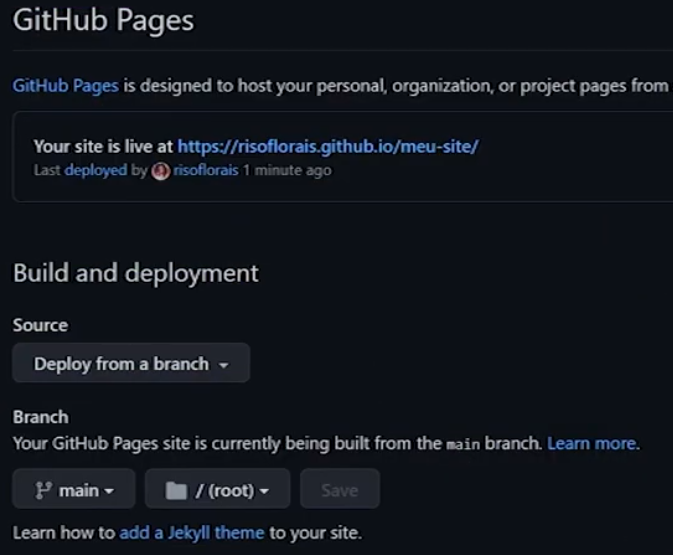 GitHub Pages
GitHub Pages is designed to host your personal, organization, or project pages from
Your site is live at https://risoflorais.github.io/meu-site/
Last deployed by risoflorais 1 minute ago
Build and deployment
Source
Deploy from a branch
Branch
Your GitHub Pages site is currently being built from the main branch. Learn more.
main / (root) Save
Learn how to add a Jekyll theme to your site.